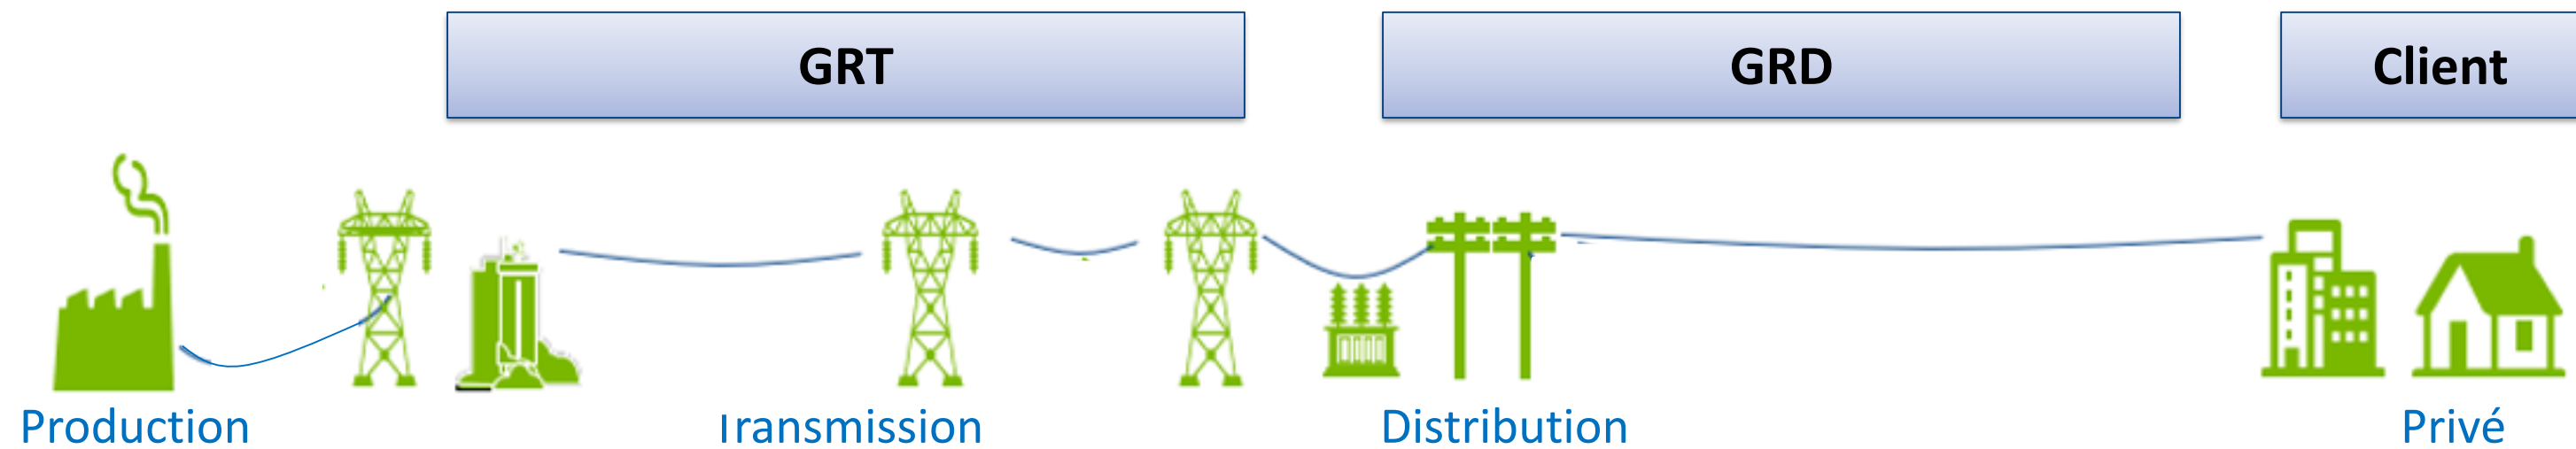 GRT
GRD
Client
Production
Transmission
Distribution
Privé